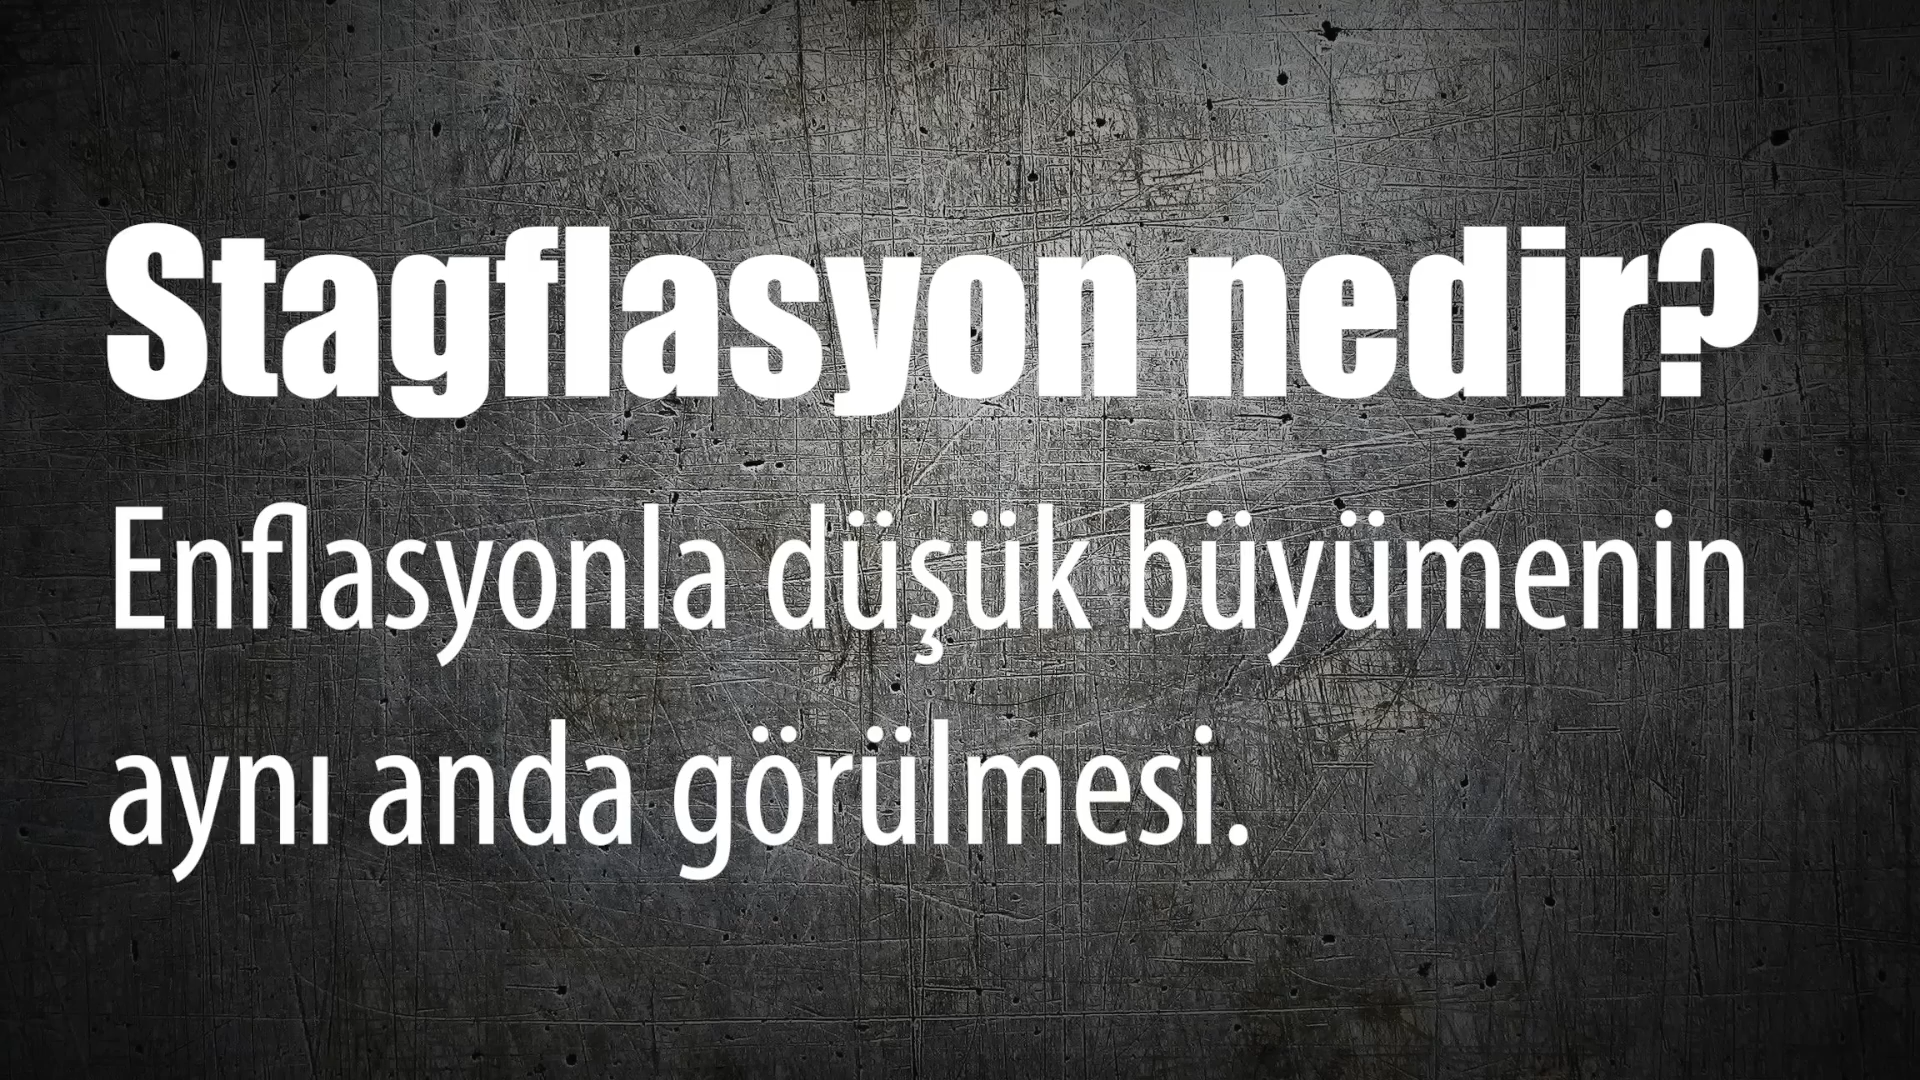 Stagflasyon nedir?
Enflasyonla düşük büyümenin
aynı anda görülmesi.